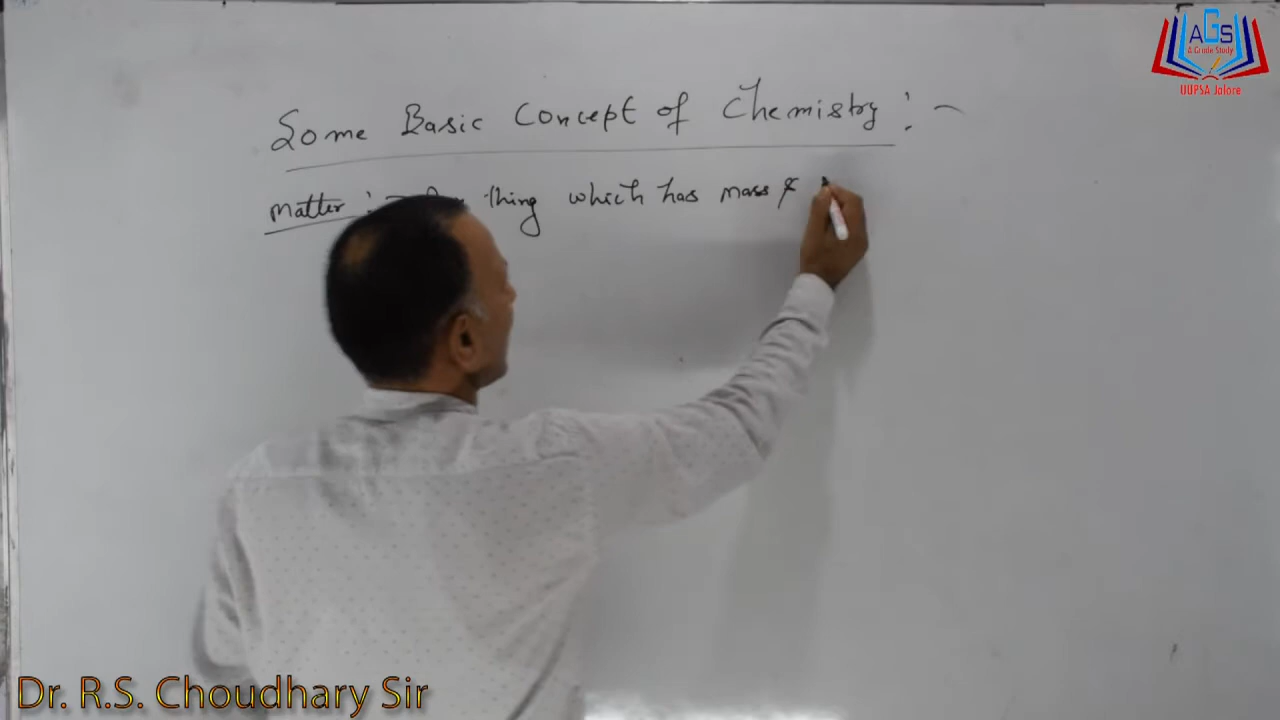 AGS
A Grade Study
UUPSA Jalore
Some Basic Concept of Chemistry : -
Matter : - thing which has mass &
Dr. R.S. Choudhary Sir